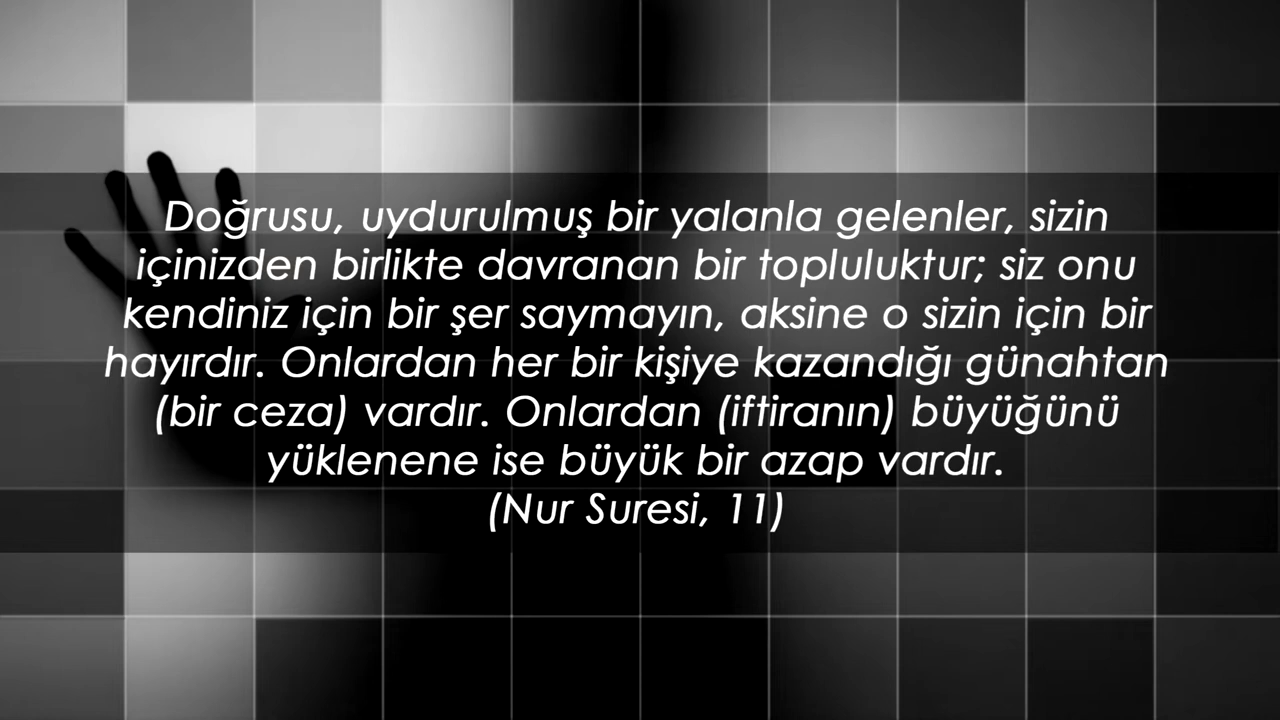 Doğrusu, uydurulmuş bir yalanla gelenler, sizin
içinizden birlikte davranan bir topluluktur; siz onu
kendiniz için bir şer saymayın, aksine o sizin için bir
hayırdır. Onlardan her bir kişiye kazandığı günahtan
(bir ceza) vardır. Onlardan (iftiranın) büyüğünü
yüklenene ise büyük bir azap vardır.
(Nur Suresi, 11)